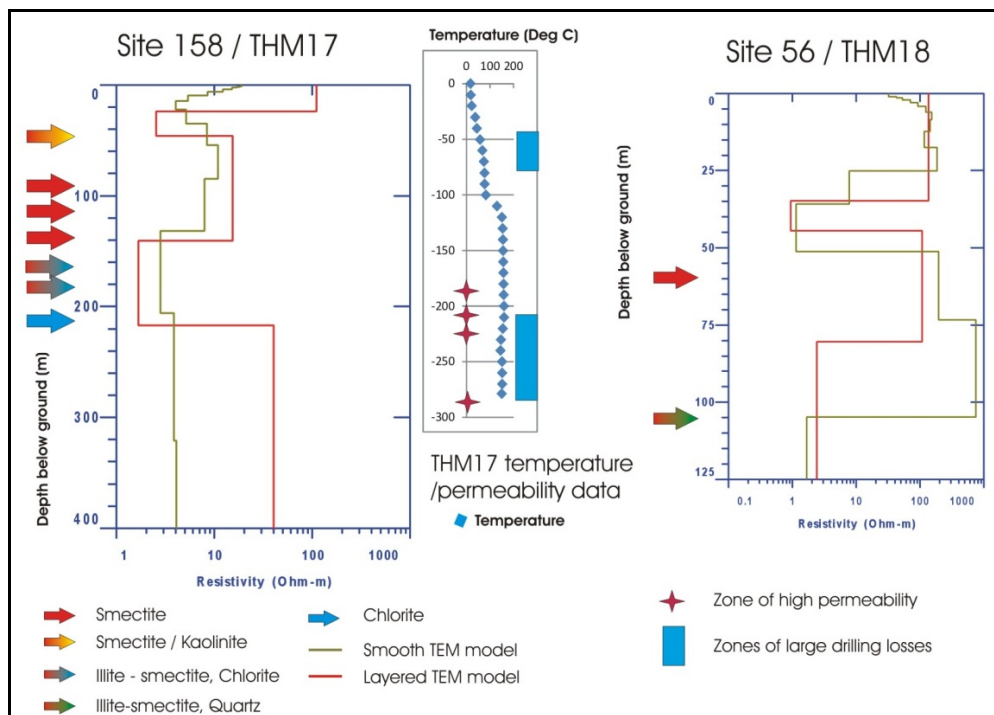 Site 158 / THM17
Temperature (Deg C)
0 100 200
0
-50
-100
-150
-200
-250
-300
Site 56 / THM18
0
100
200
300
400
Depth below ground (m)
1 10 100 1000
Resistivity (Ohm-m)
THM17 temperature
/permeability data
Temperature
Depth below ground (m)
0
25
50
75
100
125
0.1 1 10 100 1000
Resistivity (Ohm-m)
Smectite
Smectite / Kaolinite
Illite - smectite, Chlorite
Illite-smectite, Quartz
Chlorite
Smooth TEM model
Layered TEM model
Zone of high permeability
Zones of large drilling losses